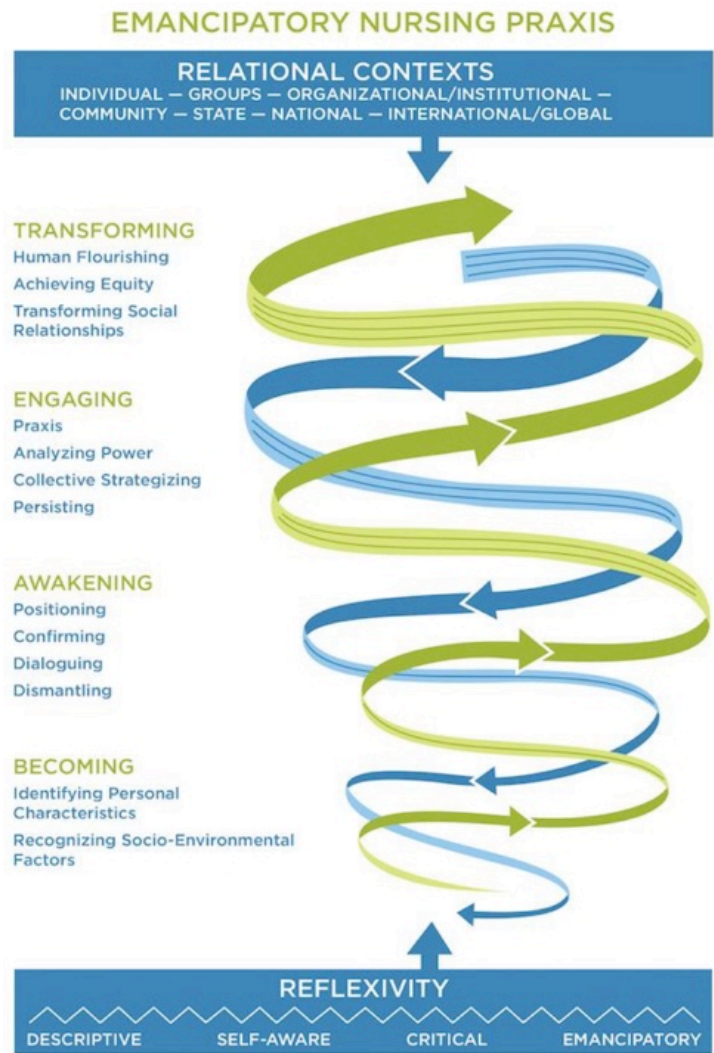 EMANCIPATORY NURSING PRAXIS
RELATIONAL CONTEXTS
INDIVIDUAL — GROUPS — ORGANIZATIONAL/INSTITUTIONAL —
COMMUNITY — STATE — NATIONAL — INTERNATIONAL/GLOBAL
TRANSFORMING
Human Flourishing
Achieving Equity
Transforming Social
Relationships
ENGAGING
Praxis
Analyzing Power
Collective Strategizing
Persisting
AWAKENING
Positioning
Confirming
Dialoguing
Dismantling
BECOMING
Identifying Personal
Characteristics
Recognizing Socio-Environmental
Factors
REFLEXIVITY
DESCRIPTIVE SELF-AWARE CRITICAL EMANCIPATORY